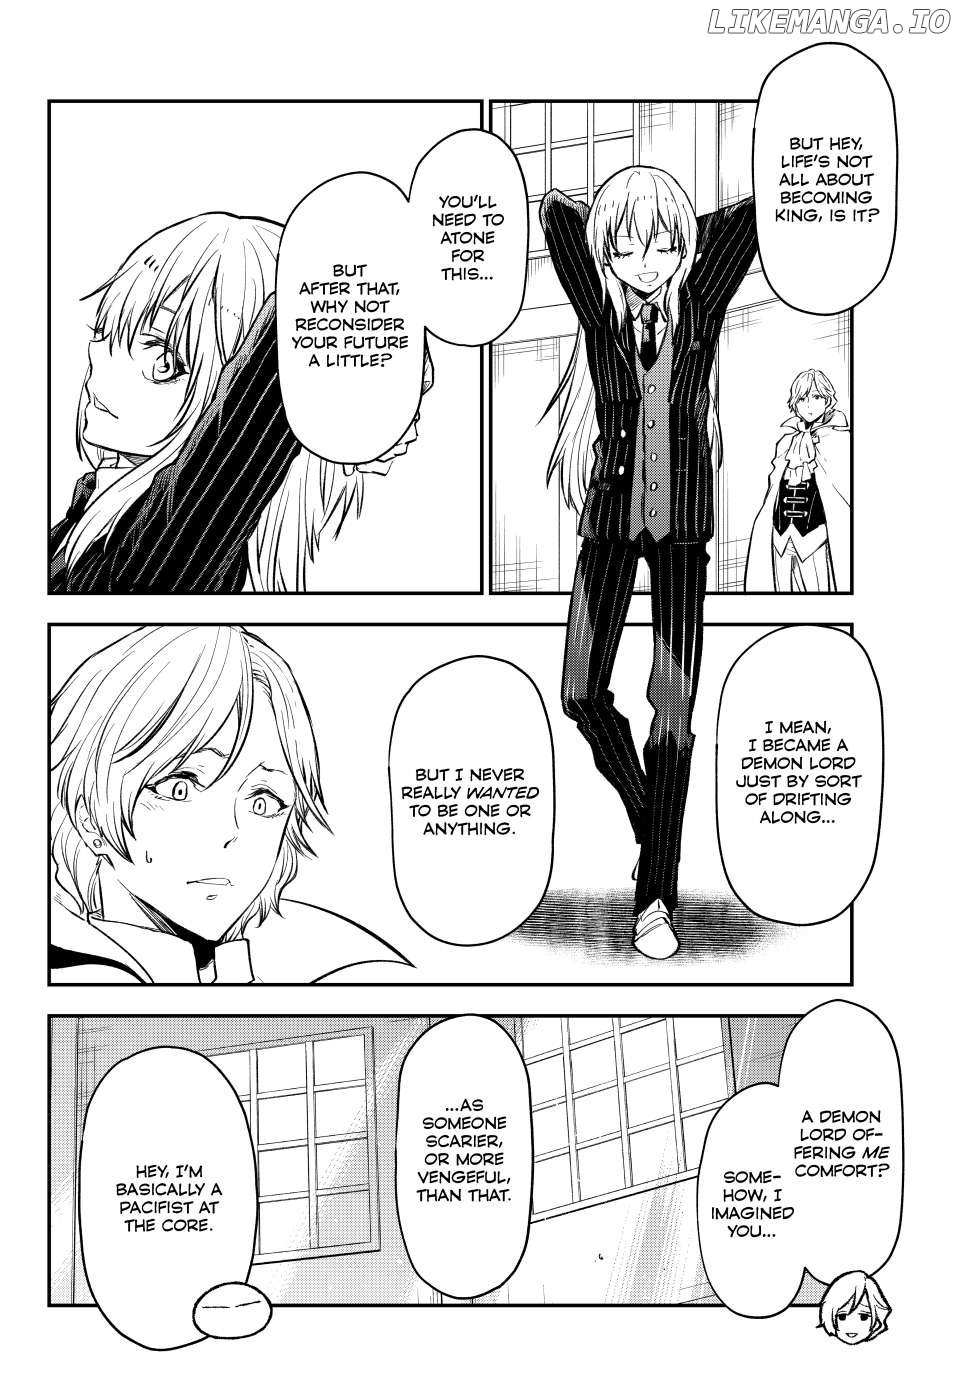 LIKEMANGA.IO
BUT HEY,
LIFE'S NOT
ALL ABOUT
BECOMING
KING, IS IT?
YOU'LL
NEED TO
ATONE
FOR
THIS...
BUT
AFTER THAT,
WHY NOT
RECONSIDER
YOUR FUTURE
A LITTLE?
I MEAN,
I BECAME A
DEMON LORD
JUST BY SORT
OF DRIFTING
ALONG...
BUT I NEVER
REALLY WANTED
TO BE ONE OR
ANYTHING.
A DEMON
LORD OF-
FERING ME
COMFORT?
SOME-
HOW, I
IMAGINED
YOU...
...AS
SOMEONE
SCARIER,
OR MORE
VENGEFUL,
THAN THAT.
HEY, I'M
BASICALLY A
PACIFIST AT
THE CORE.